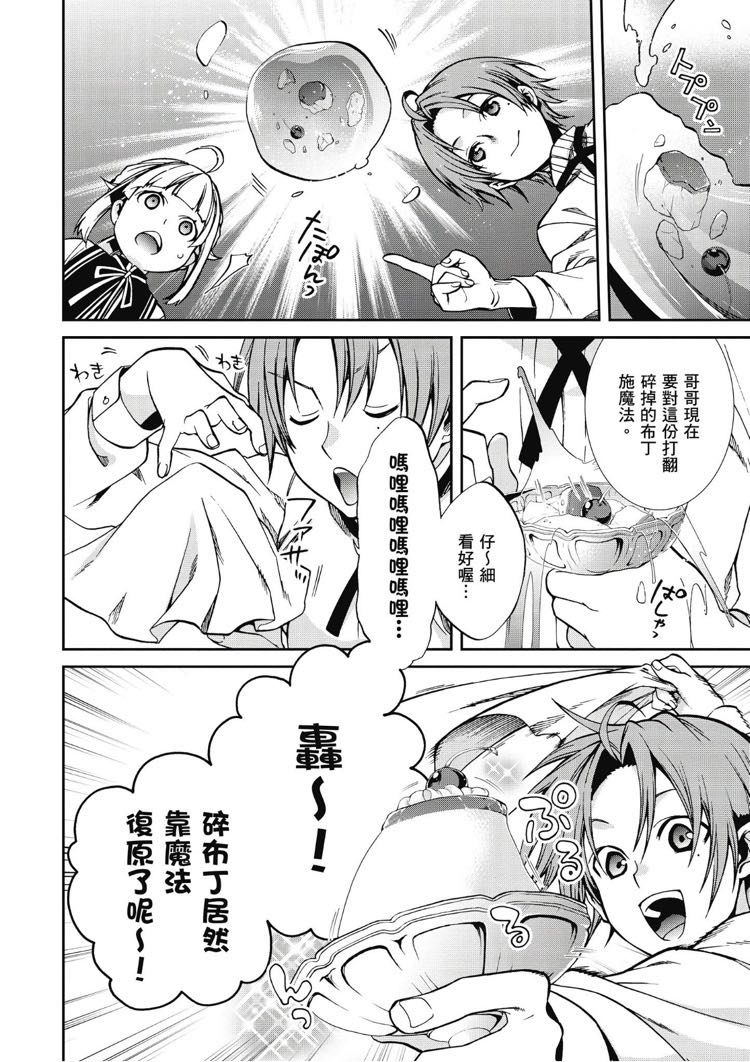 トププン
たぽんっ
哥哥現在
要對這份打翻
碎掉的布丁
施魔法。
ぱしゃっ
仔～細
看好喔…
嗎哩嗎哩嗎哩嗎哩…
わき
わき
ファサッ
轟～！
碎布丁居然
靠魔法
復原了呢～！
ぷるんっ